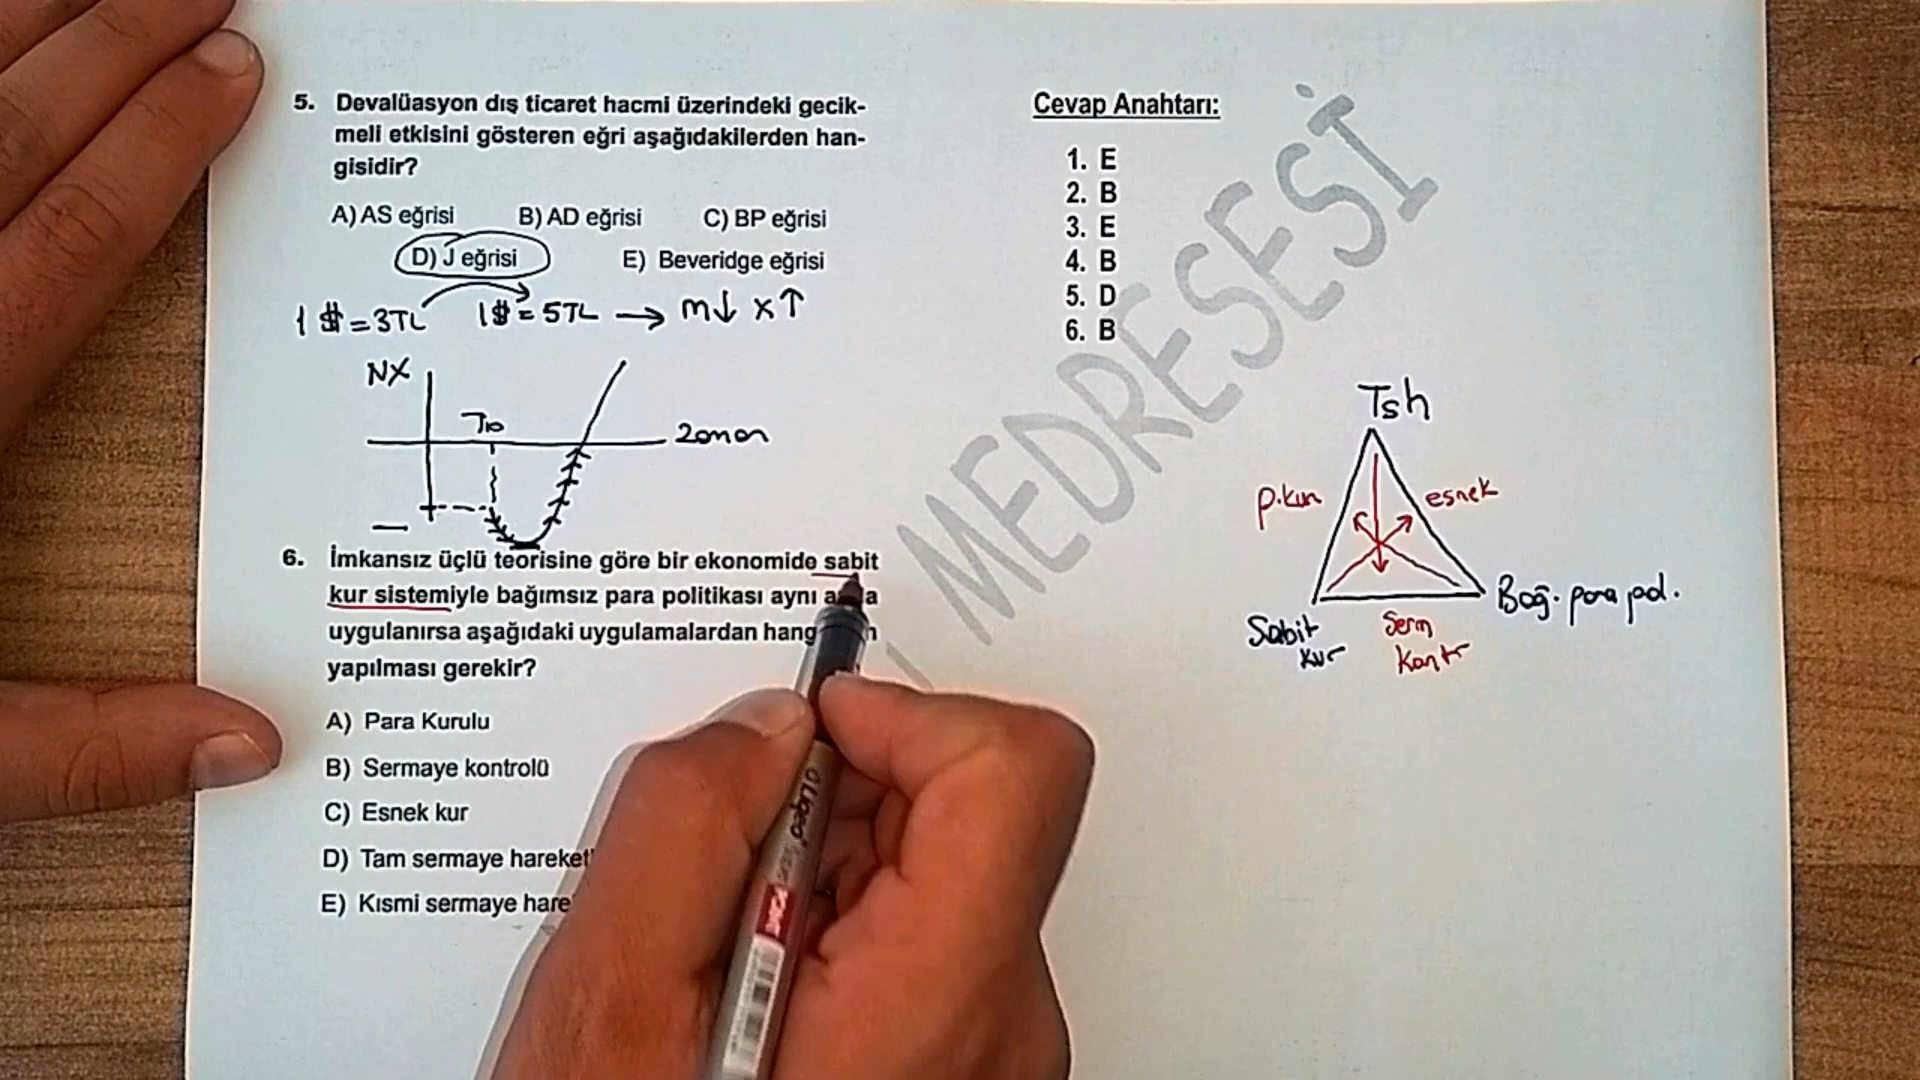 5. Devalüasyon dış ticaret hacmi üzerindeki gecik-
meli etkisini gösteren eğri aşağıdakilerden han-
gisidir?
A) AS eğrisi B) AD eğrisi C) BP eğrisi
D) J eğrisi E) Beveridge eğrisi
1 $ = 3TL 1$ = 5TL → m↓ x↑
NX
zaman
6. İmkansız üçlü teorisine göre bir ekonomide sabit
kur sistemiyle bağımsız para politikası aynı
uygulanırsa aşağıdaki uygulamalardan
yapılması gerekir?
A) Para Kurulu
B) Sermaye kontrolü
C) Esnek kur
D) Tam sermaye
E) Kısmi sermaye
Cevap Anahtarı:
1. E
2. B
3. E
4. B
5. D
6. B
MEDRESESİ
Tsh
p.kur esnek
Sabit kur
Serm kontr
Bağ. para pol.